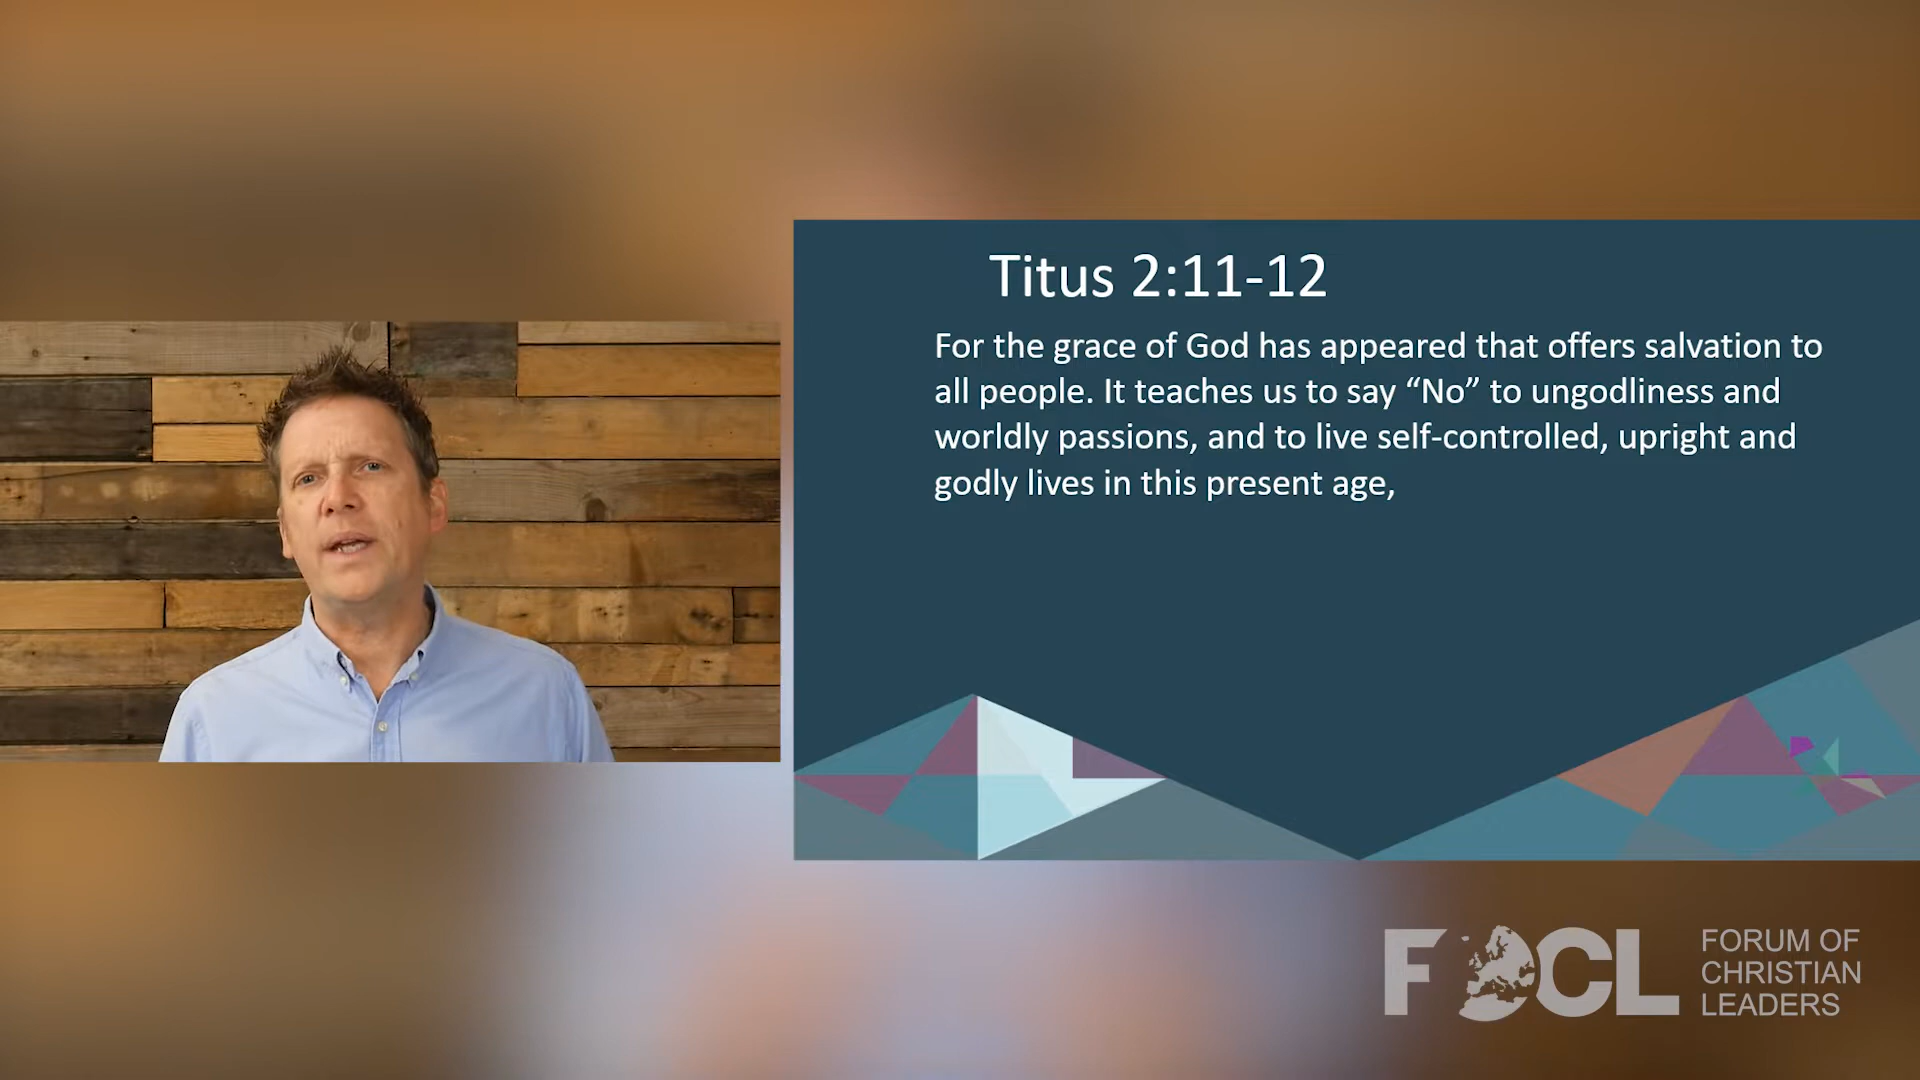 Titus 2:11-12
For the grace of God has appeared that offers salvation to
all people. It teaches us to say “No” to ungodliness and
worldly passions, and to live self-controlled, upright and
godly lives in this present age,
FOCL
FORUM OF
CHRISTIAN
LEADERS